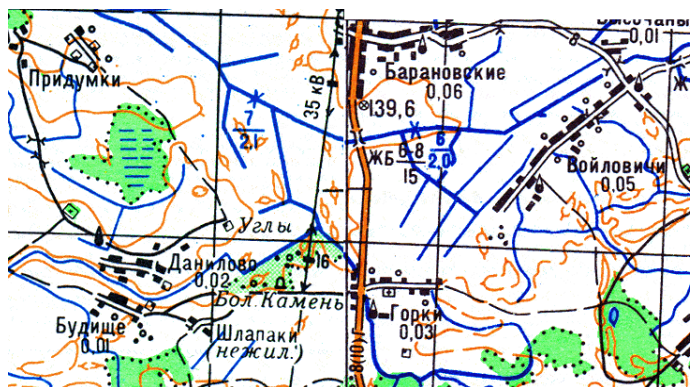 Высочаны
0,01
8
Придумки
35 кв
Барановские
0,06
139,6
7
2,1
ЖБ 6-8
15
6
2,0
Войловичи
0,05
Углы
Данилово
0,02
16
Бол. Камень
Горки
0,03
Будище
0,01
Шлапаки
нежил.)
8(10)
Ж